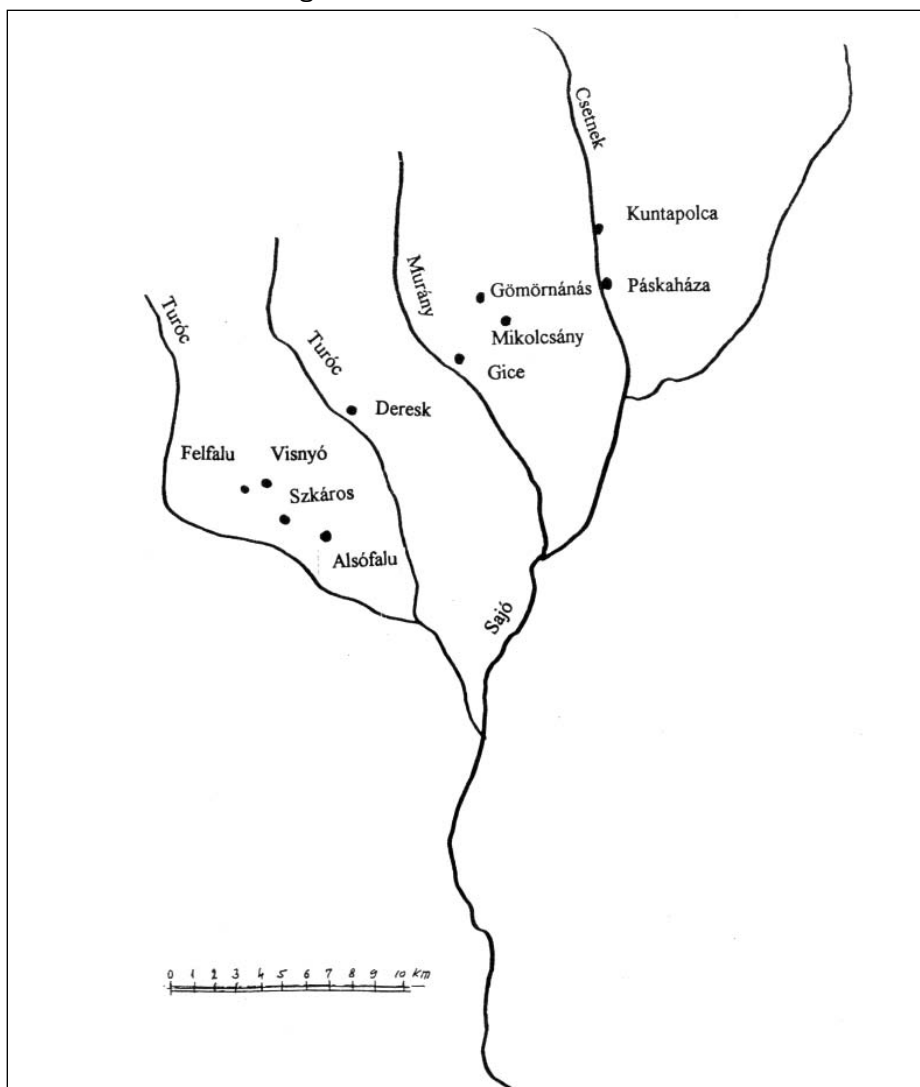 Csetnek
Kuntapolca
Murány
Gömörnánás
Páskaháza
Turóc
Mikolcsány
Turóc
Gice
Deresk
Felfalu
Visnyó
Szkáros
Alsófalu
Sajó
0 1 2 3 4 5 6 7 8 9 10 km